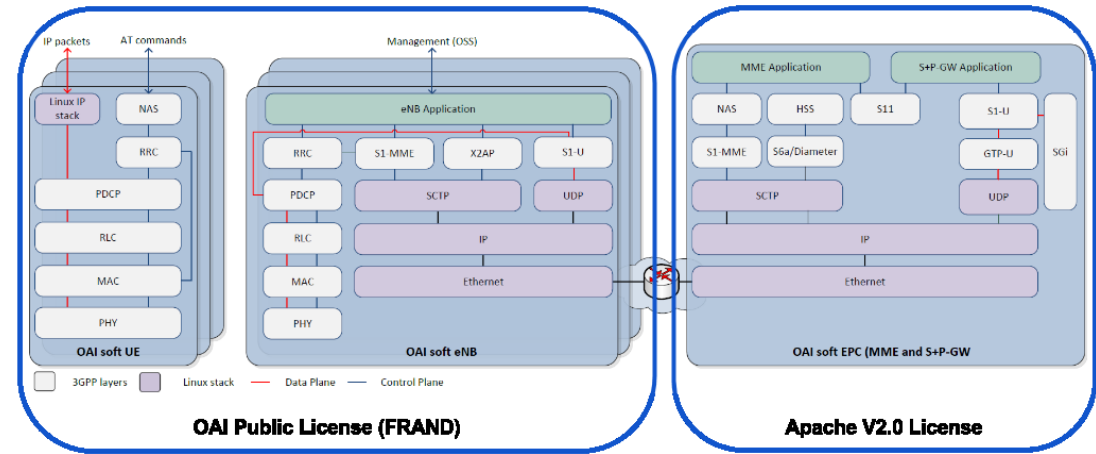 IP packets
AT commands
Linux IP
stack
NAS
RRC
PDCP
RLC
MAC
PHY
OAI soft UE
Management (OSS)
eNB Application
RRC
S1-MME
X2AP
S1-U
PDCP
SCTP
UDP
RLC
IP
MAC
Ethernet
PHY
OAI soft eNB
MME Application
S+P-GW Application
NAS
HSS
S11
S1-U
S1-MME
S6a/Diameter
GTP-U
SGi
SCTP
UDP
IP
Ethernet
OAI soft EPC (MME and S+P-GW
3GPP layers
Linux stack
Data Plane
Control Plane
OAI Public License (FRAND)
Apache V2.0 License